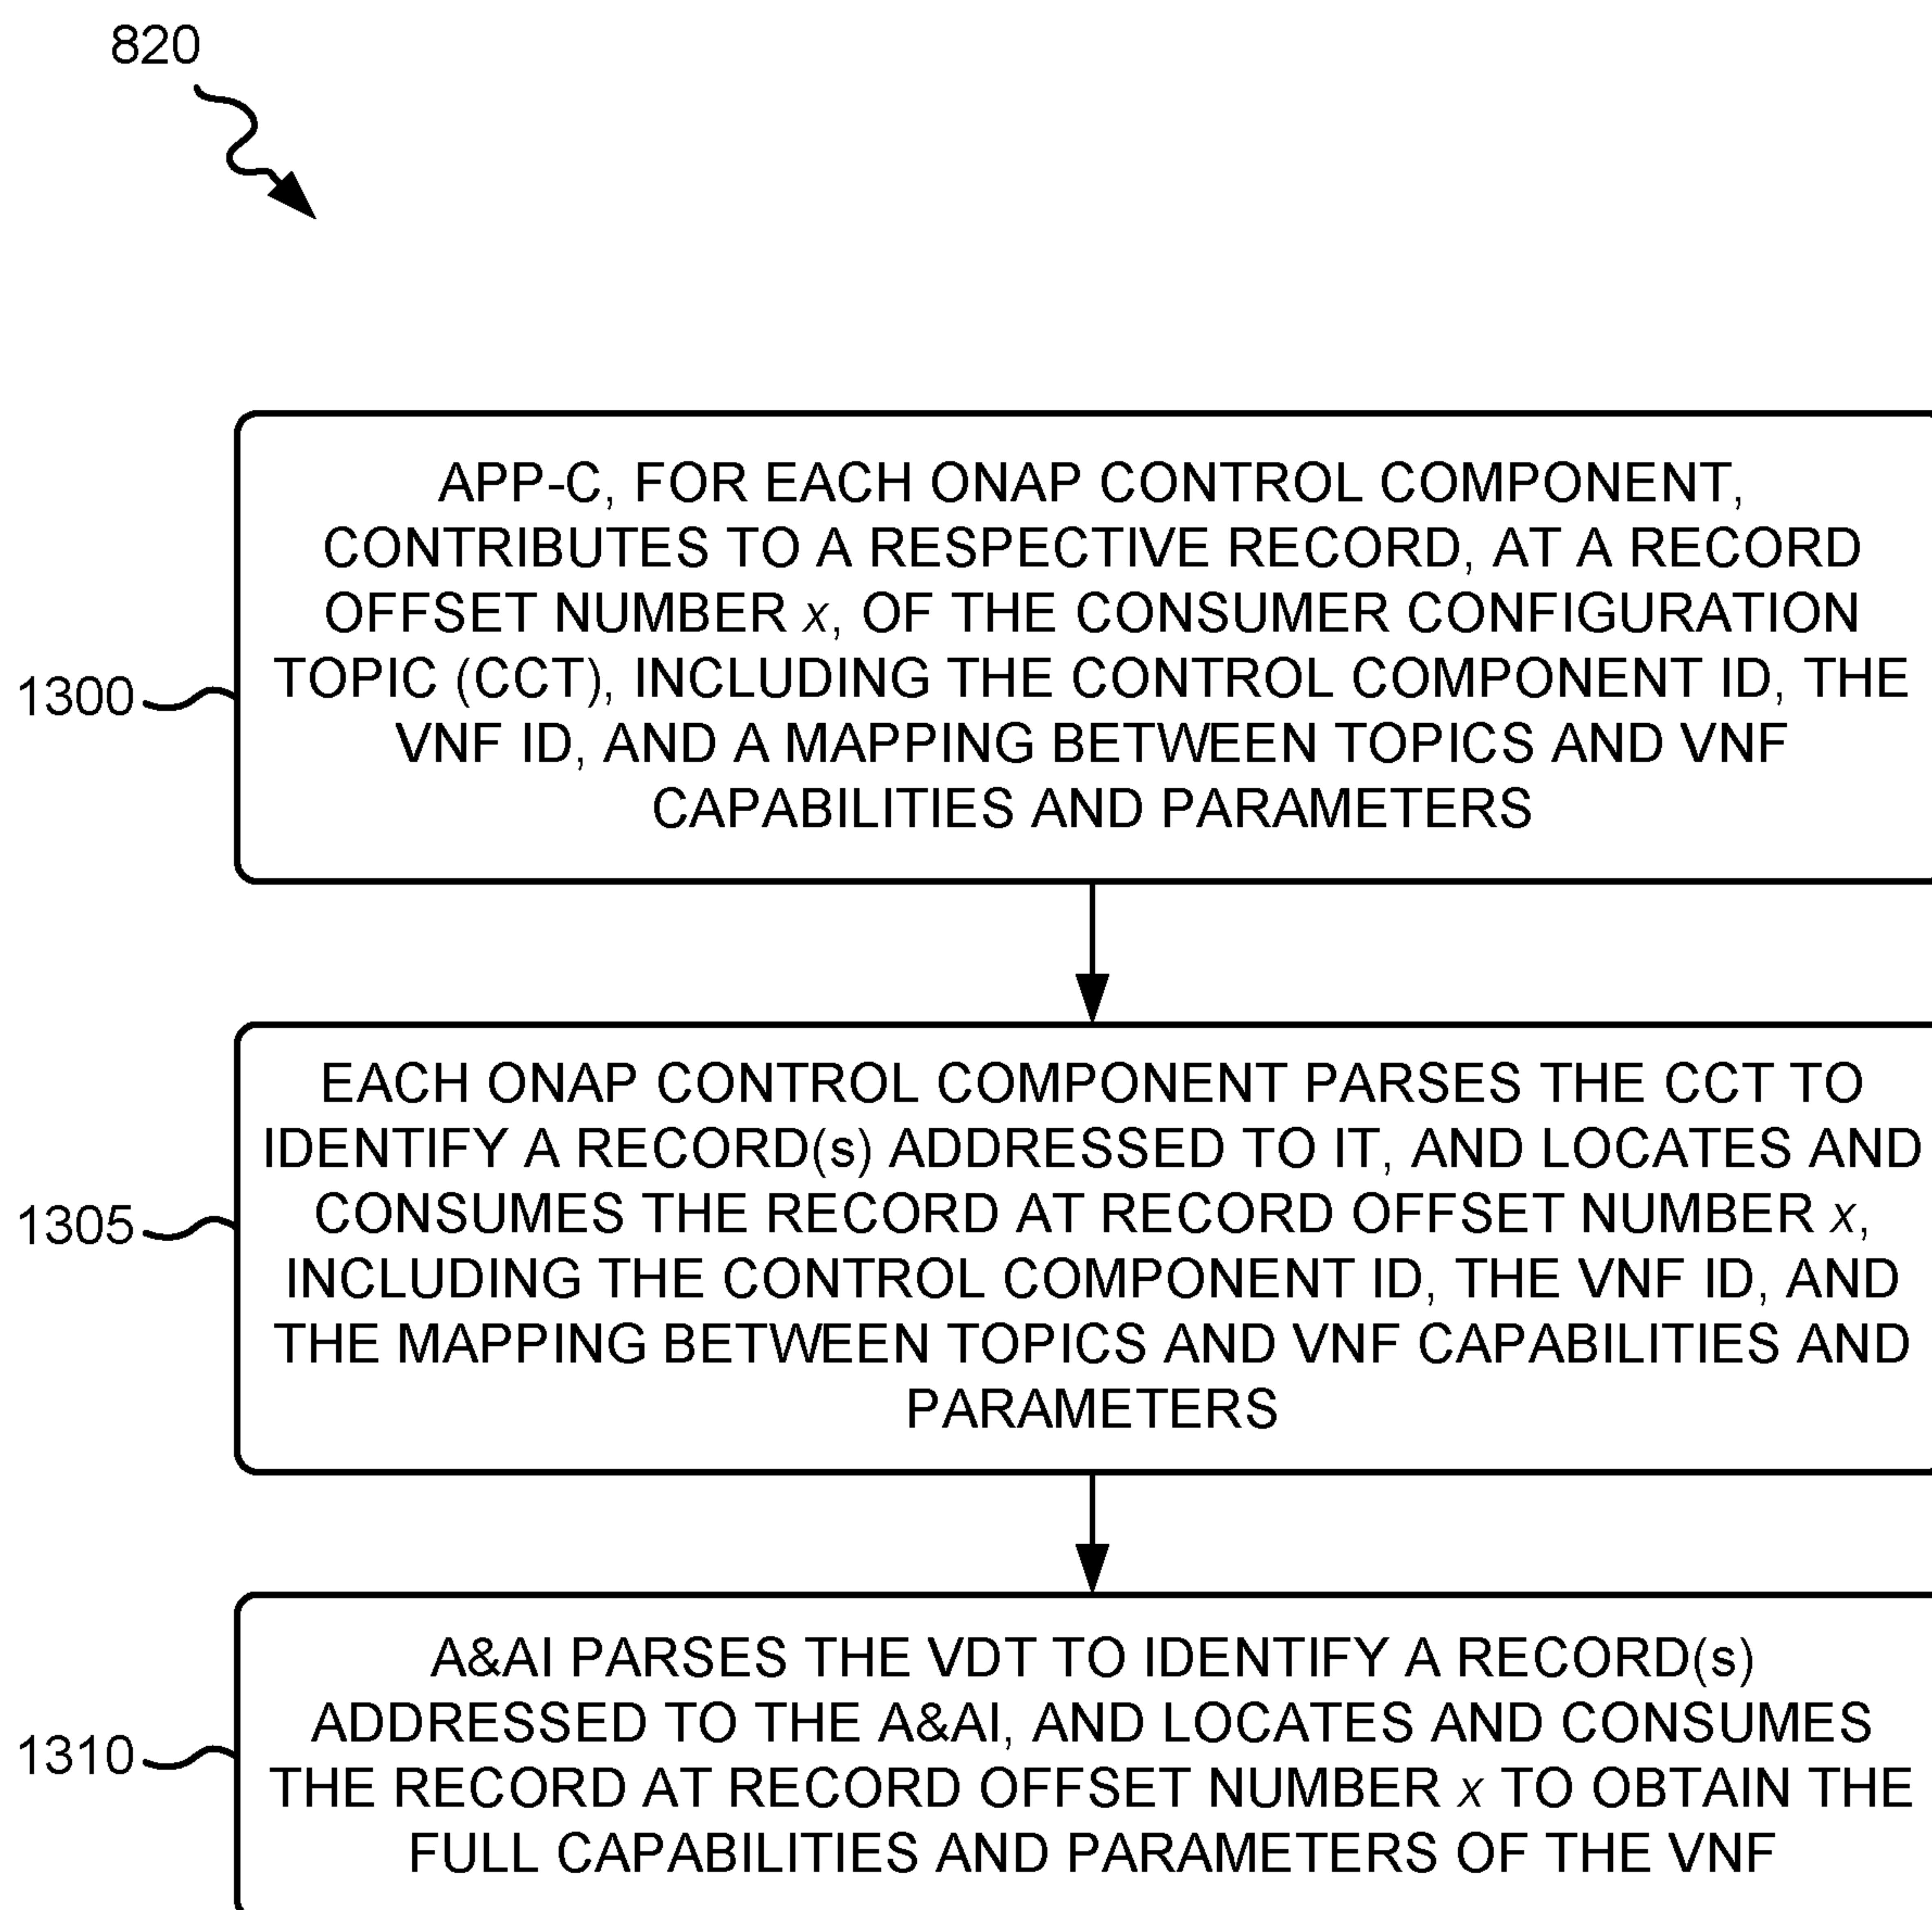 820
APP-C, FOR EACH ONAP CONTROL COMPONENT,
CONTRIBUTES TO A RESPECTIVE RECORD, AT A RECORD
OFFSET NUMBER x, OF THE CONSUMER CONFIGURATION
TOPIC (CCT), INCLUDING THE CONTROL COMPONENT ID, THE
VNF ID, AND A MAPPING BETWEEN TOPICS AND VNF
CAPABILITIES AND PARAMETERS
1300
EACH ONAP CONTROL COMPONENT PARSES THE CCT TO
IDENTIFY A RECORD(s) ADDRESSED TO IT, AND LOCATES AND
CONSUMES THE RECORD AT RECORD OFFSET NUMBER x,
INCLUDING THE CONTROL COMPONENT ID, THE VNF ID, AND
THE MAPPING BETWEEN TOPICS AND VNF CAPABILITIES AND
PARAMETERS
1305
A&AI PARSES THE VDT TO IDENTIFY A RECORD(s)
ADDRESSED TO THE A&AI, AND LOCATES AND CONSUMES
THE RECORD AT RECORD OFFSET NUMBER x TO OBTAIN THE
FULL CAPABILITIES AND PARAMETERS OF THE VNF
1310